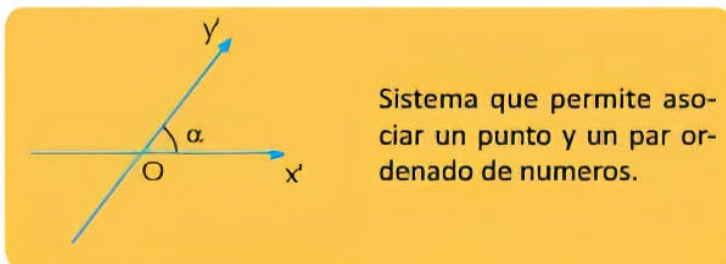 y'
α
O
x'
Sistema que permite aso-
ciar un punto y un par or-
denado de numeros.